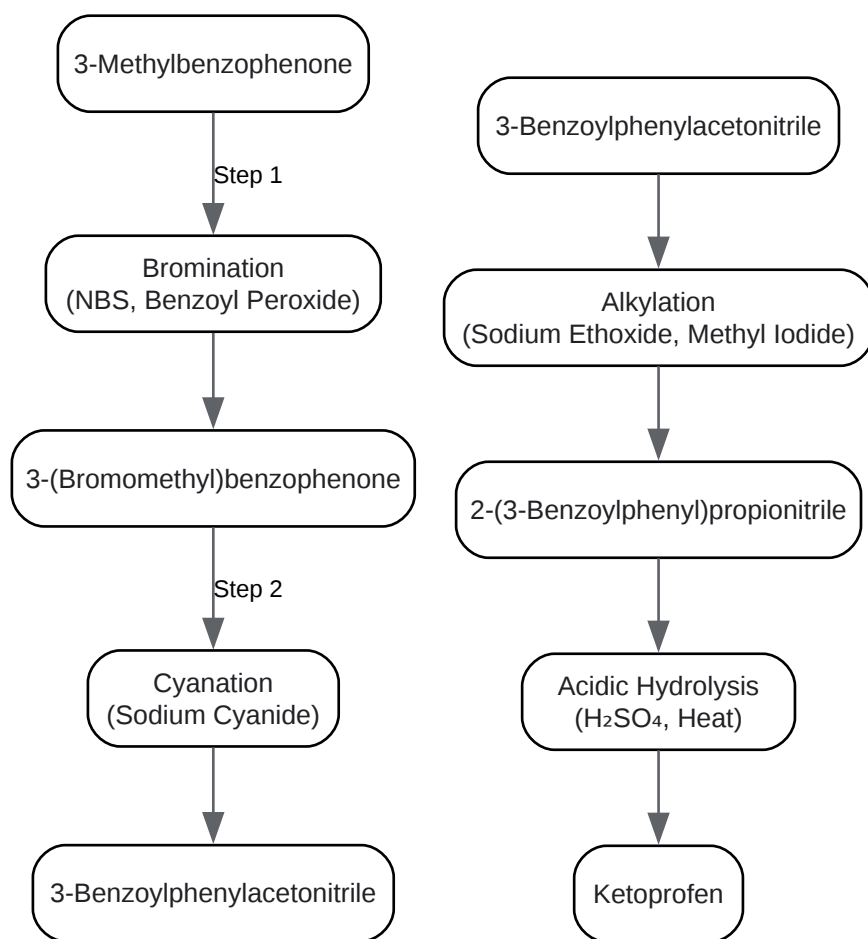 3-Methylbenzophenone
Step 1
Bromination
(NBS, Benzoyl Peroxide)
3-(Bromomethyl)benzophenone
Step 2
Cyanation
(Sodium Cyanide)
3-Benzoylphenylacetonitrile
3-Benzoylphenylacetonitrile
Alkylation
(Sodium Ethoxide, Methyl Iodide)
2-(3-Benzoylphenyl)propionitrile
Acidic Hydrolysis
(H₂SO₄, Heat)
Ketoprofen